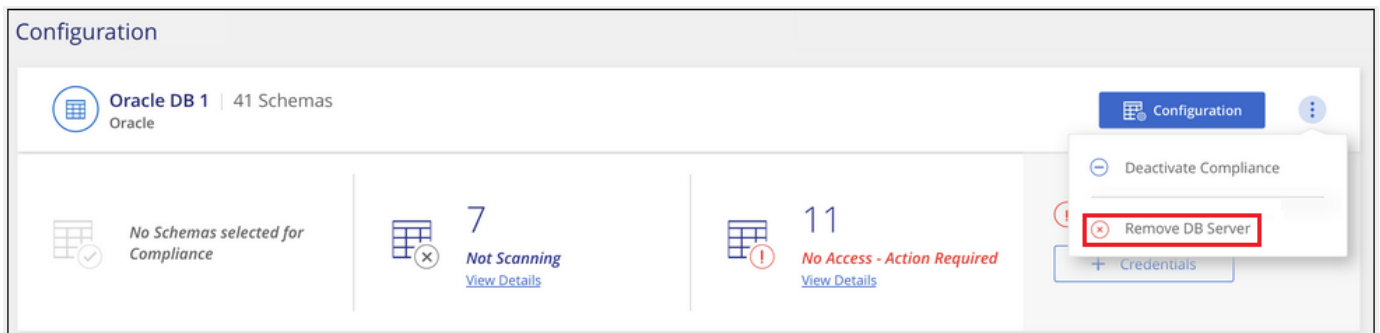 Configuration
Oracle DB 1 | 41 Schemas
Oracle
Configuration
Deactivate Compliance
Remove DB Server
No Schemas selected for
Compliance
7
Not Scanning
View Details
11
No Access - Action Required
View Details
+ Credentials